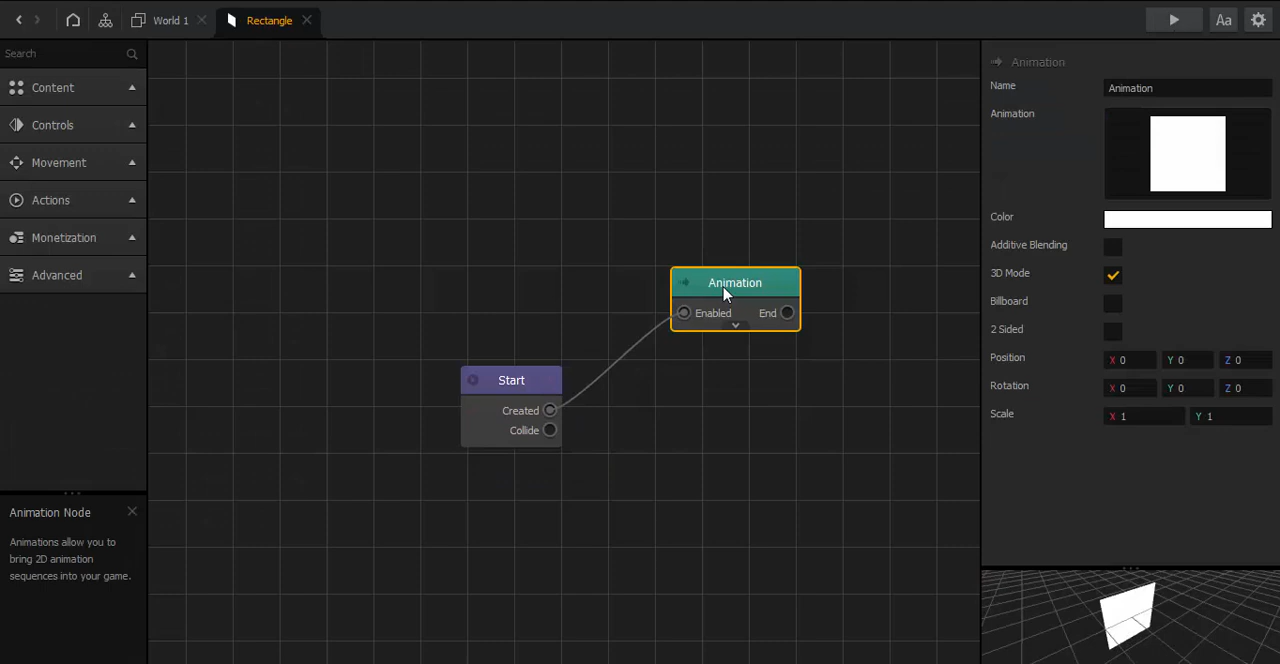 World 1
Rectangle
Aa
Search
Content
Controls
Movement
Actions
Monetization
Advanced
Animation Node
Animations allow you to
bring 2D animation
sequences into your game.
Start
Created
Collide
Animation
Enabled End
Animation
Name Animation
Animation
Color
Additive Blending
3D Mode
Billboard
2 Sided
Position X 0 Y 0 Z 0
Rotation X 0 Y 0 Z 0
Scale X 1 Y 1